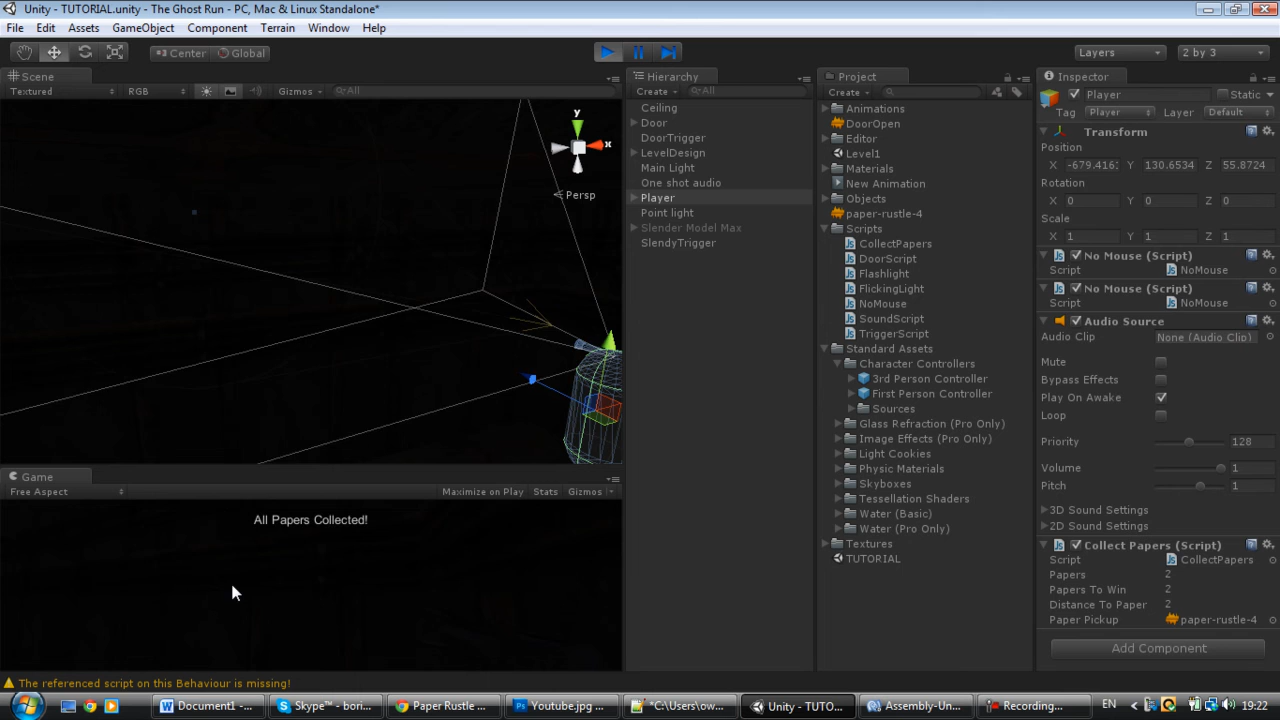 Unity - TUTORIAL.unity - The Ghost Run - PC, Mac & Linux Standalone*
File Edit Assets GameObject Component Terrain Window Help
Center Global Layers 2 by 3
Scene
Textured RGB Gizmos All
y
x
Persp
Game
Free Aspect Maximize on Play Stats Gizmos
All Papers Collected!
Hierarchy
Create All
Ceiling
Door
DoorTrigger
LevelDesign
Main Light
One shot audio
Player
Point light
Slender Model Max
SlendyTrigger
Project
Create
Animations
DoorOpen
Editor
Level1
Materials
New Animation
Objects
paper-rustle-4
Scripts
CollectPapers
DoorScript
Flashlight
FlickingLight
NoMouse
SoundScript
TriggerScript
Standard Assets
Character Controllers
3rd Person Controller
First Person Controller
Sources
Glass Refraction (Pro Only)
Image Effects (Pro Only)
Light Cookies
Physic Materials
Skyboxes
Tessellation Shaders
Water (Basic)
Water (Pro Only)
Textures
TUTORIAL
Inspector
Player Static
Tag Player Layer Default
Transform
Position
X -679.416: Y 130.6534 Z 55.8724
Rotation
X 0 Y 0 Z 0
Scale
X 1 Y 1 Z 1
No Mouse (Script)
Script NoMouse
No Mouse (Script)
Script NoMouse
Audio Source
Audio Clip None (Audio Clip)
Mute
Bypass Effects
Play On Awake
Loop
Priority 128
Volume 1
Pitch 1
3D Sound Settings
2D Sound Settings
Collect Papers (Script)
Script CollectPapers
Papers 2
Papers To Win 2
Distance To Paper 2
Paper Pickup paper-rustle-4
Add Component
The referenced script on this Behaviour is missing!
Document1 - ... Skype™ - bori... Paper Rustle ... Youtube.jpg ... *C:\Users\ow... Unity - TUTO... Assembly-Un... Recording... EN 19:22